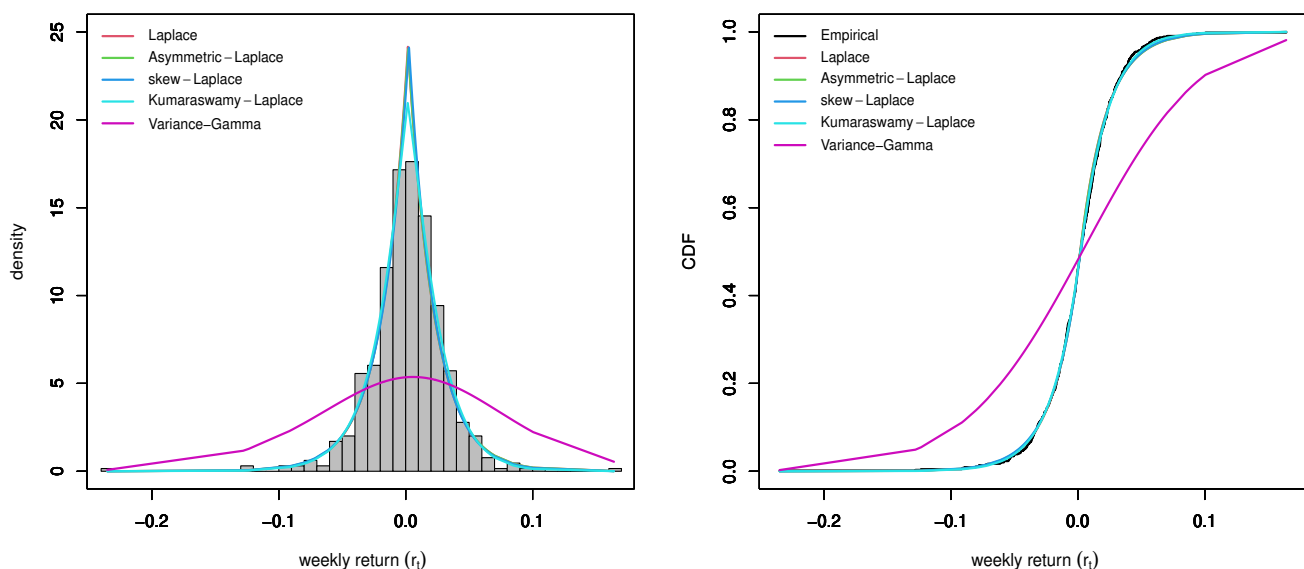 25
20
15
10
5
0
density
Laplace
Asymmetric−Laplace
skew−Laplace
Kumaraswamy−Laplace
Variance−Gamma
−0.2
−0.1
0.0
0.1
weekly return (rt)
1.0
0.8
0.6
0.4
0.2
0.0
CDF
Empirical
Laplace
Asymmetric−Laplace
skew−Laplace
Kumaraswamy−Laplace
Variance−Gamma
−0.2
−0.1
0.0
0.1
weekly return (rt)